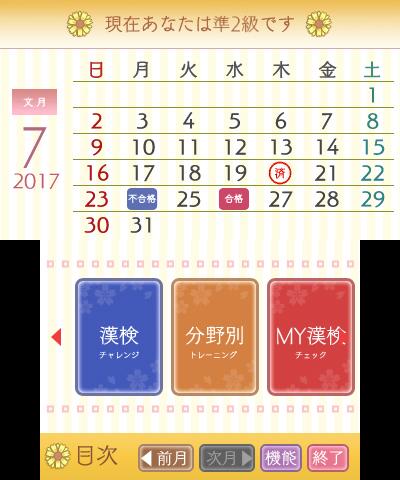 現在あなたは準2級です
文月
7
2017
日 月 火 水 木 金 土
1
2 3 4 5 6 7 8
9 10 11 12 13 14 15
16 17 18 19 済 21 22
23 不合格 25 合格 27 28 29
30 31
漢検
チャレンジ
分野別
トレーニング
MY漢検
チェック
目次 前月 次月 機能 終了